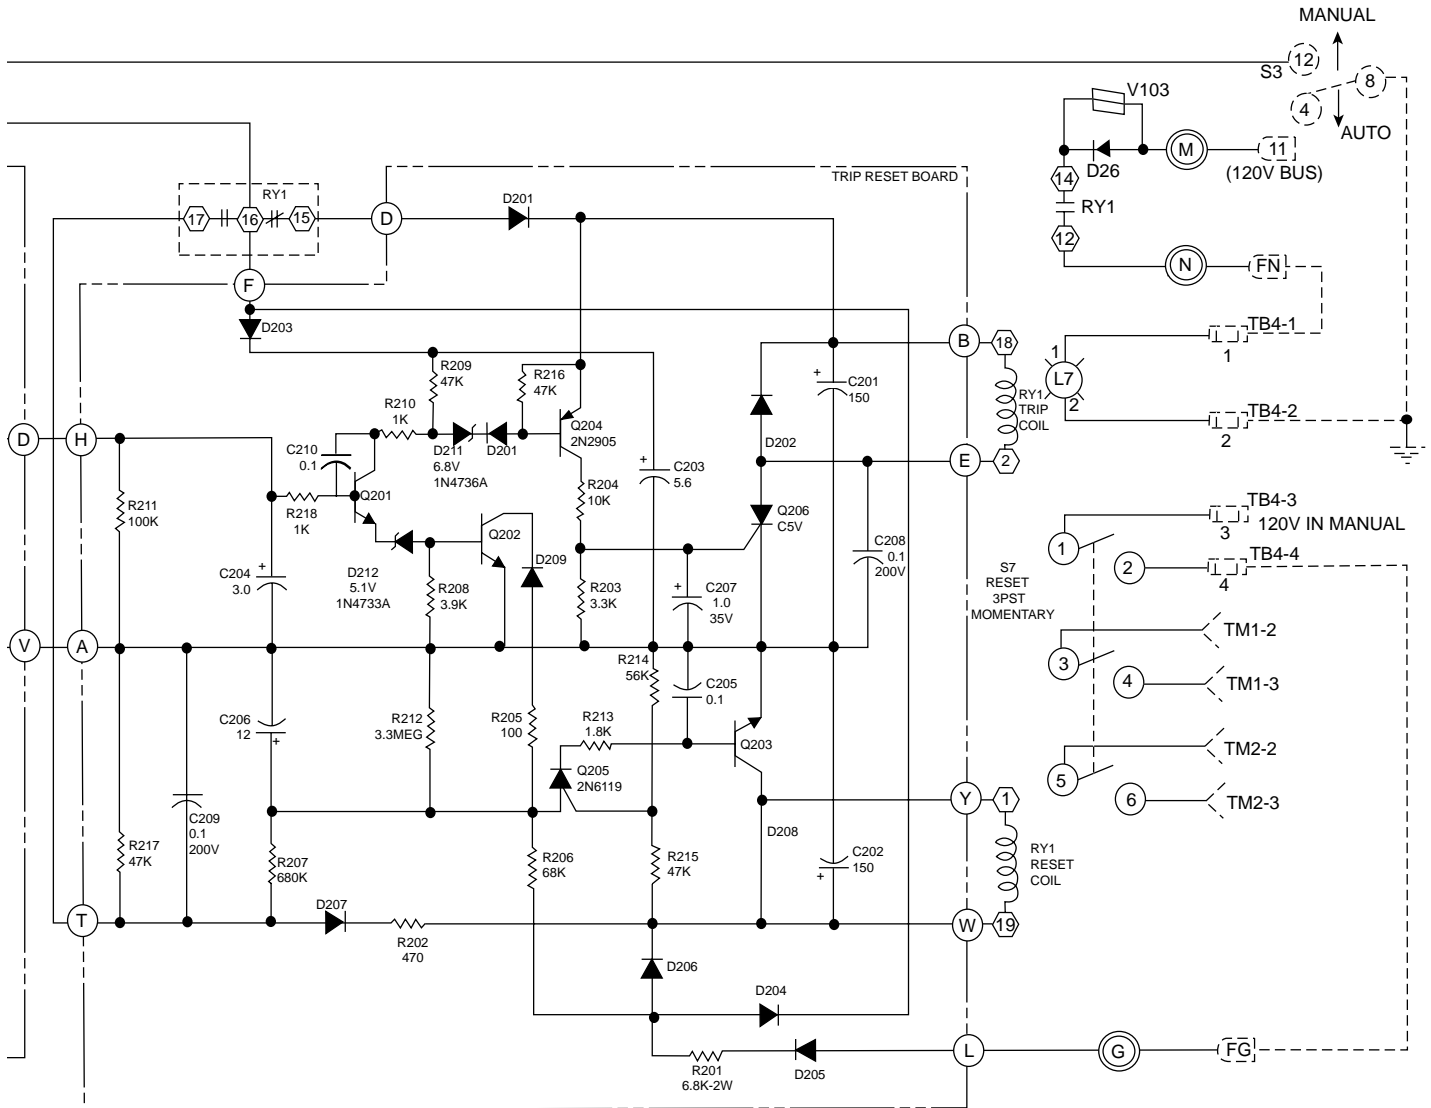 MANUAL
S3
12
8
4
AUTO
V103
D26
M
11
(120V BUS)
14
RY1
12
N
FN
TRIP RESET BOARD
RY1
17
16
15
D
D201
F
D203
TB4-1
1
1
L7
2
TB4-2
2
B
18
RY1
TRIP
COIL
E
2
R209
47K
R216
47K
R210
1K
D
H
C210
0.1
D211
6.8V
1N4736A
D201
Q204
2N2905
C201
+
150
D202
R204
10K
+
C203
5.6
R211
100K
R218
1K
Q201
Q202
D209
Q206
C5V
C208
0.1
200V
+
C204
3.0
D212
5.1V
1N4733A
R208
3.9K
R203
3.3K
+
C207
1.0
35V
TB4-3
3
120V IN MANUAL
1
TB4-4
2
4
S7
RESET
3PST
MOMENTARY
TM1-2
3
TM1-3
4
TM2-2
5
TM2-3
6
V
A
R214
56K
C205
0.1
C206
12
+
R212
3.3MEG
R205
100
R213
1.8K
Q203
Q205
2N6119
C209
0.1
200V
R217
47K
R207
680K
R206
68K
R215
47K
D208
C202
150
+
Y
1
RY1
RESET
COIL
T
D207
R202
470
W
19
D206
D204
R201
6.8K-2W
D205
L
G
FG